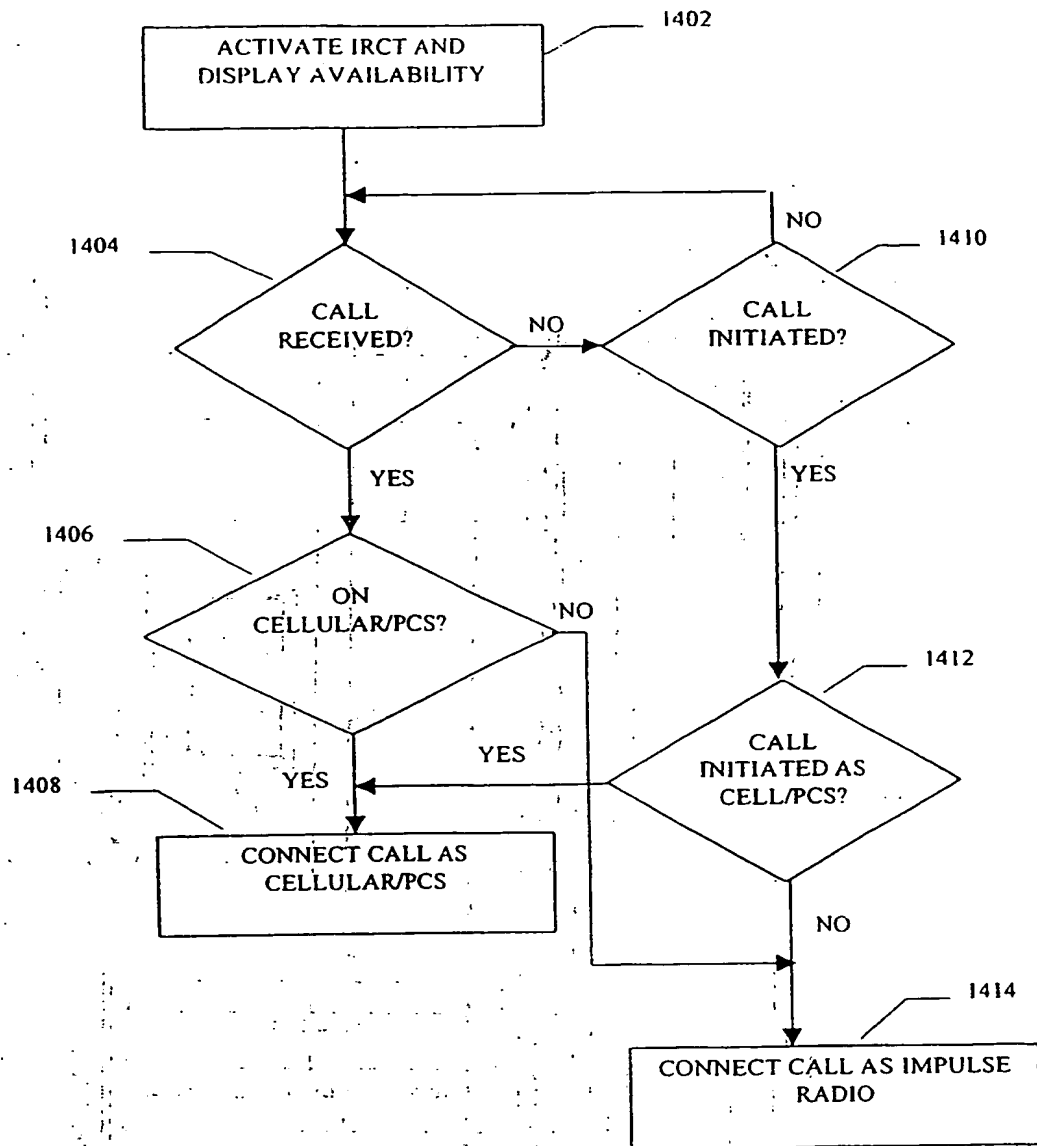 1402
ACTIVATE IRCT AND
DISPLAY AVAILABILITY
NO
1404
1410
CALL
RECEIVED?
NO
CALL
INITIATED?
YES
YES
1406
ON
CELLULAR/PCS?
NO
1412
CALL
INITIATED AS
CELL/PCS?
YES
YES
1408
CONNECT CALL AS
CELLULAR/PCS
NO
1414
CONNECT CALL AS IMPULSE
RADIO